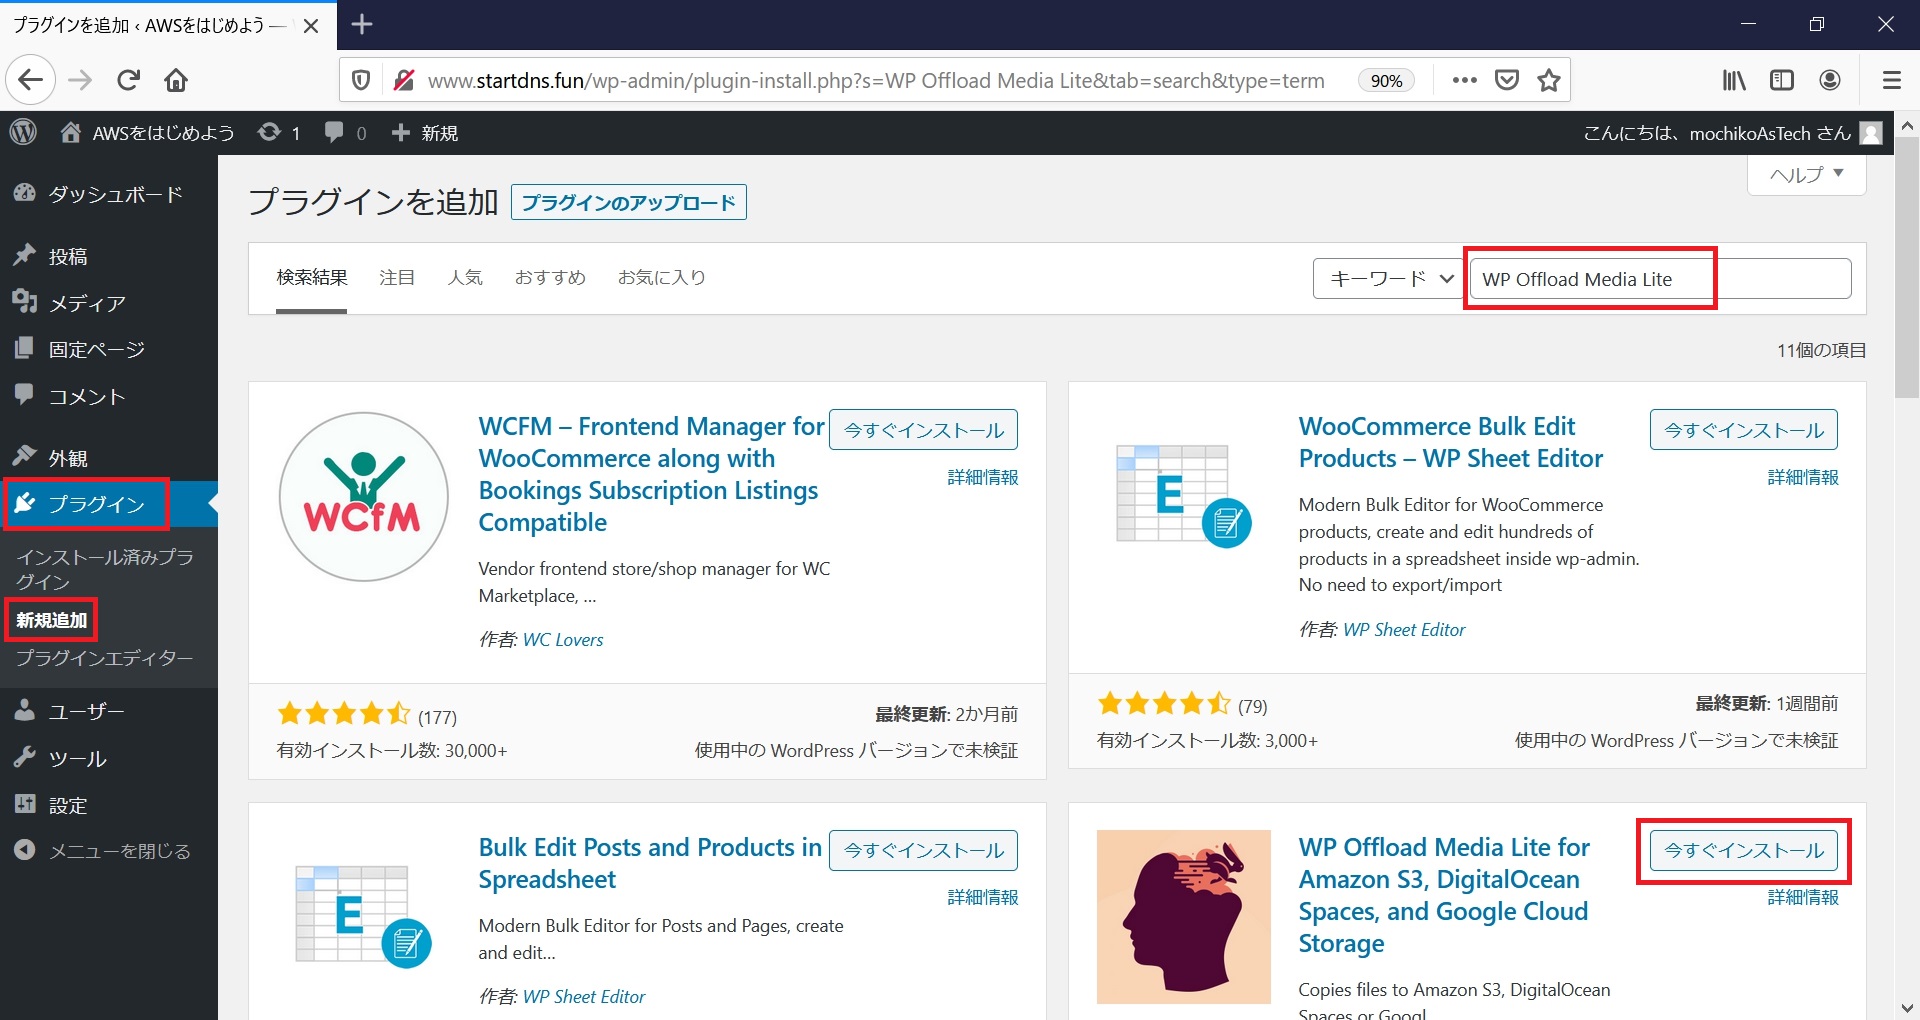 プラグインを追加 ‹ AWSをはじめよう —
www.startdns.fun/wp-admin/plugin-install.php?s=WP Offload Media Lite&tab=search&type=term
90%
AWSをはじめよう
1
0
新規
こんにちは、mochikoAsTech さん
ダッシュボード
投稿
メディア
固定ページ
コメント
外観
プラグイン
インストール済みプラ
グイン
新規追加
プラグインエディター
ユーザー
ツール
設定
メニューを閉じる
ヘルプ
プラグインを追加
プラグインのアップロード
検索結果
注目
人気
おすすめ
お気に入り
キーワード
WP Offload Media Lite
11個の項目
WCfM
WCFM – Frontend Manager for
WooCommerce along with
Bookings Subscription Listings
Compatible
今すぐインストール
詳細情報
Vendor frontend store/shop manager for WC
Marketplace, ...
作者: WC Lovers
(177)
最終更新: 2か月前
有効インストール数: 30,000+
使用中の WordPress バージョンで未検証
E
WooCommerce Bulk Edit
Products – WP Sheet Editor
今すぐインストール
詳細情報
Modern Bulk Editor for WooCommerce
products, create and edit hundreds of
products in a spreadsheet inside wp-admin.
No need to export/import
作者: WP Sheet Editor
(79)
最終更新: 1週間前
有効インストール数: 3,000+
使用中の WordPress バージョンで未検証
E
Bulk Edit Posts and Products in
Spreadsheet
今すぐインストール
詳細情報
Modern Bulk Editor for Posts and Pages, create
and edit...
作者: WP Sheet Editor
WP Offload Media Lite for
Amazon S3, DigitalOcean
Spaces, and Google Cloud
Storage
今すぐインストール
詳細情報
Copies files to Amazon S3, DigitalOcean
Spaces or Googl